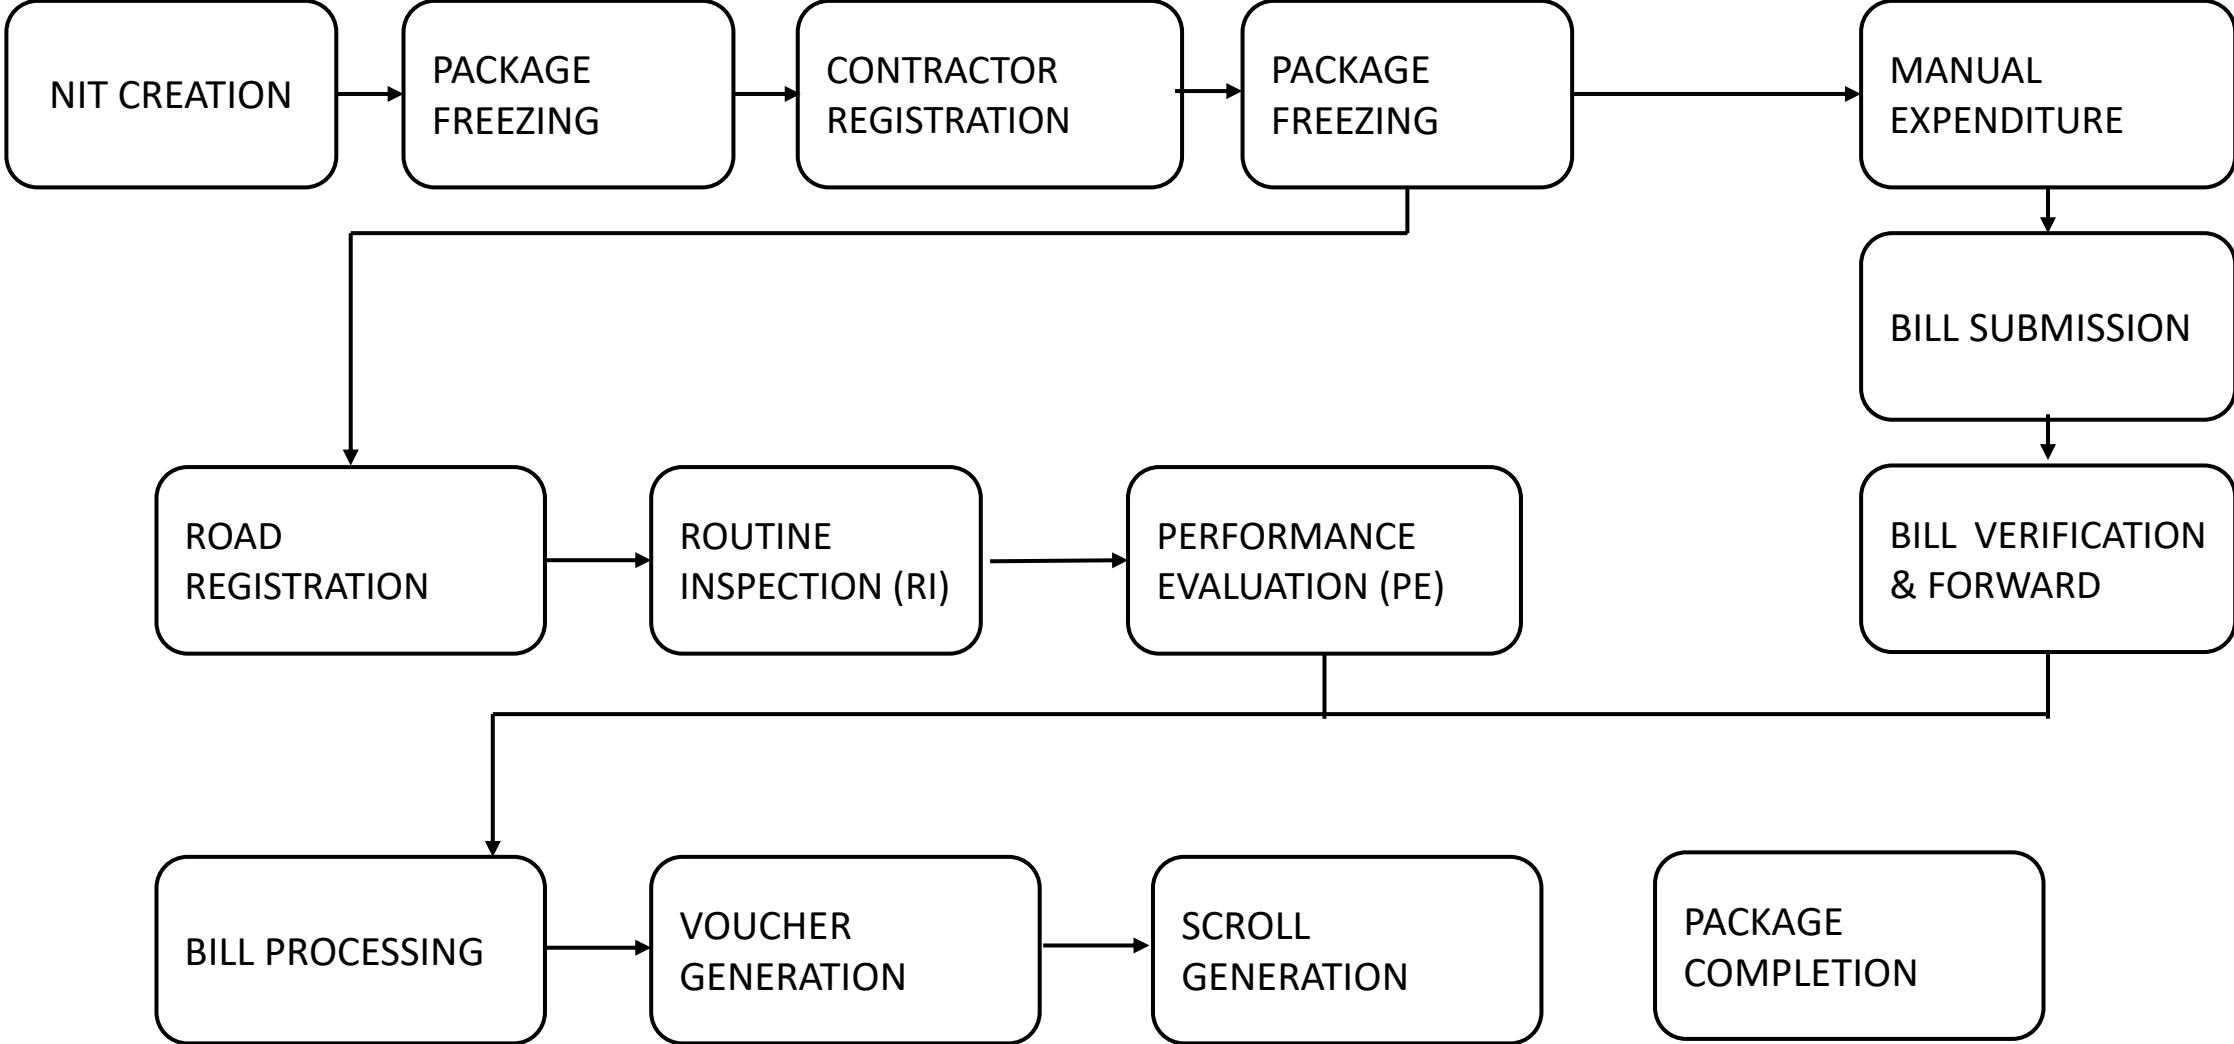 NIT CREATION
PACKAGE
FREEZING
CONTRACTOR
REGISTRATION
PACKAGE
FREEZING
MANUAL
EXPENDITURE
BILL SUBMISSION
ROAD
REGISTRATION
ROUTINE
INSPECTION (RI)
PERFORMANCE
EVALUATION (PE)
BILL  VERIFICATION
& FORWARD
BILL PROCESSING
VOUCHER
GENERATION
SCROLL
GENERATION
PACKAGE
COMPLETION